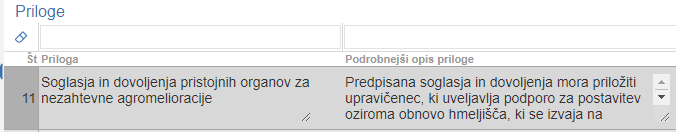 Priloge
Št Priloga Podrobnejši opis priloge
11 Soglasja in dovoljenja pristojnih organov za nezahtevne agromelioracije
Predpisana soglasja in dovoljenja mora priložiti
upravičenec, ki uveljavlja podporo za postavitev
oziroma obnovo hmeljišča, ki se izvaja na